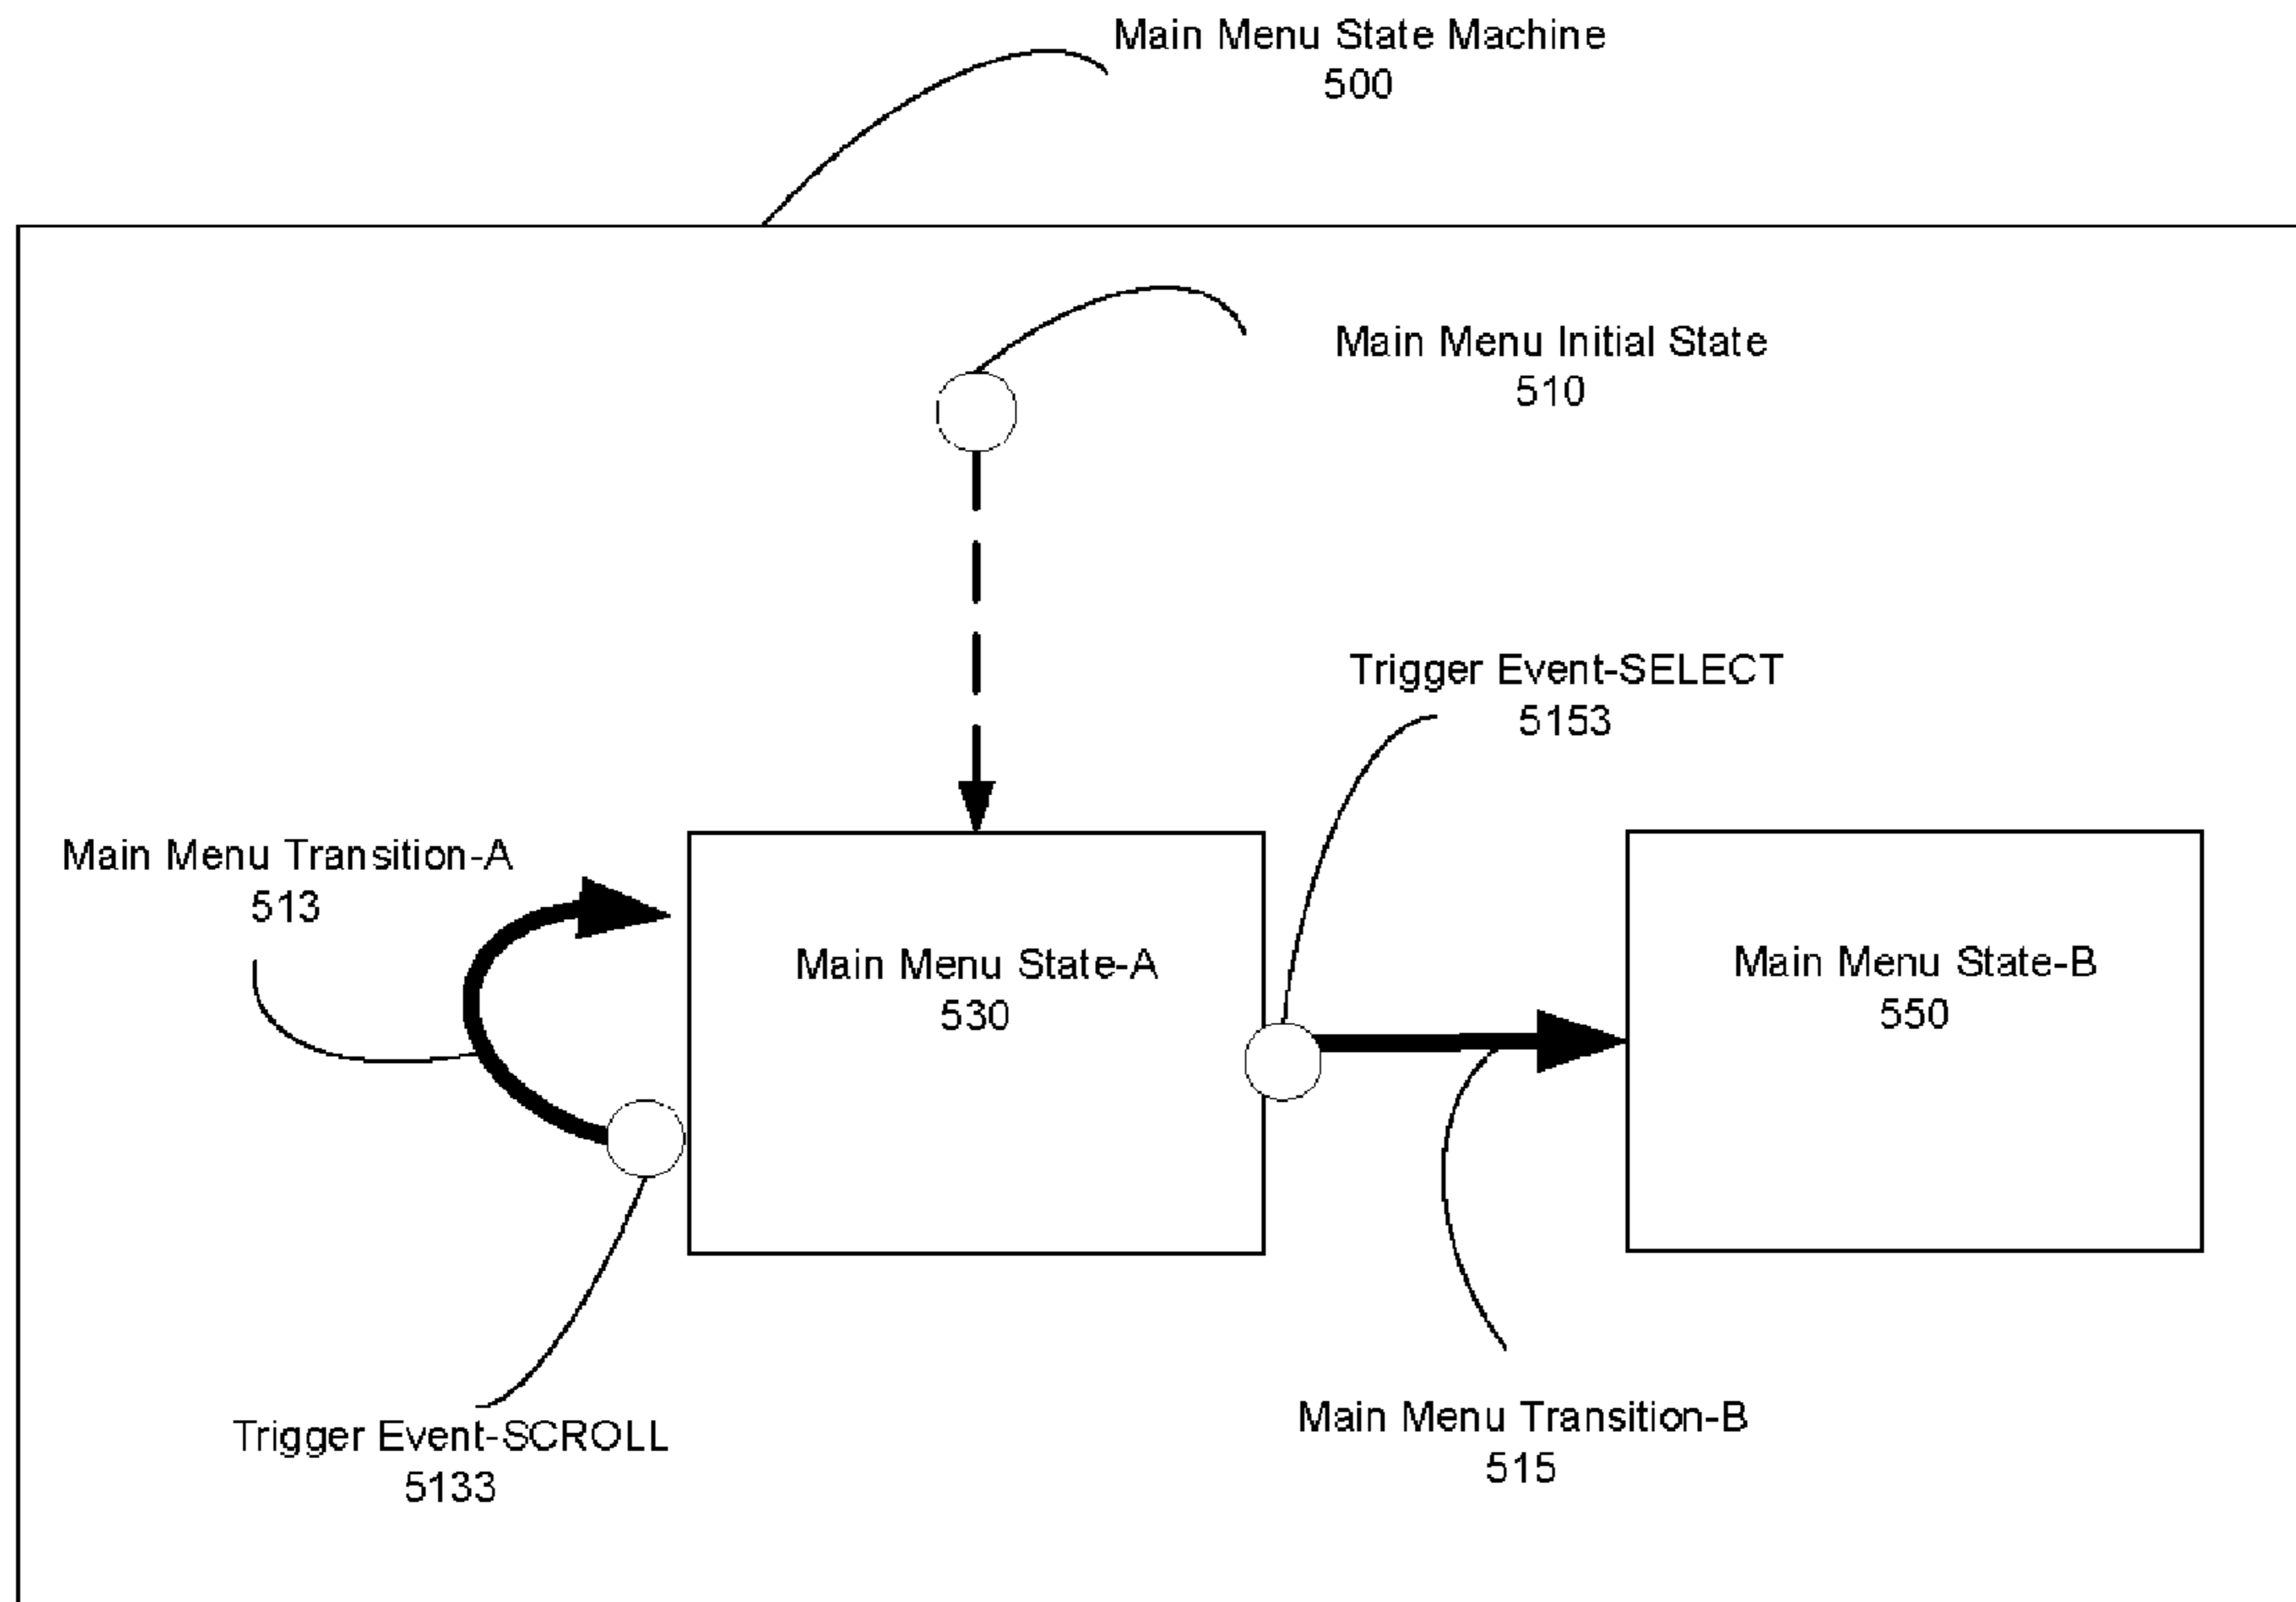 Main Menu State Machine
500
Main Menu Initial State
510
Trigger Event-SELECT
5153
Main Menu Transition-A
513
Main Menu State-A
530
Main Menu State-B
550
Main Menu Transition-B
515
Trigger Event-SCROLL
5133